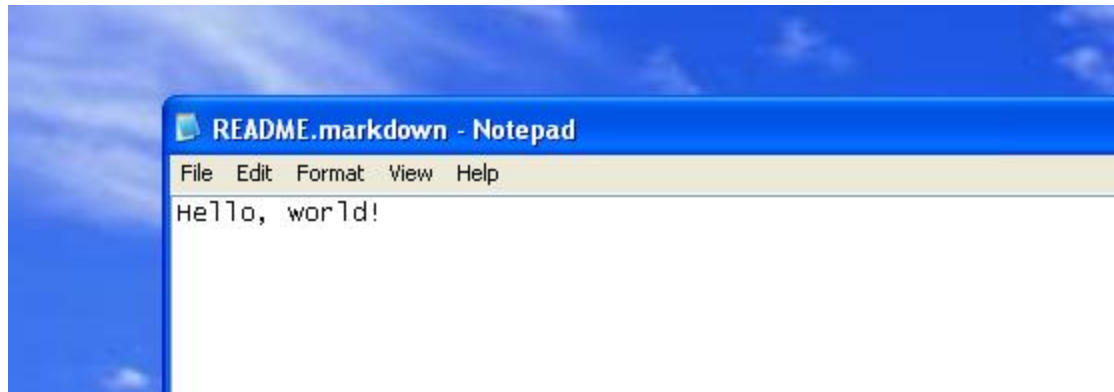 README.markdown - Notepad
File Edit Format View Help
Hello, world!